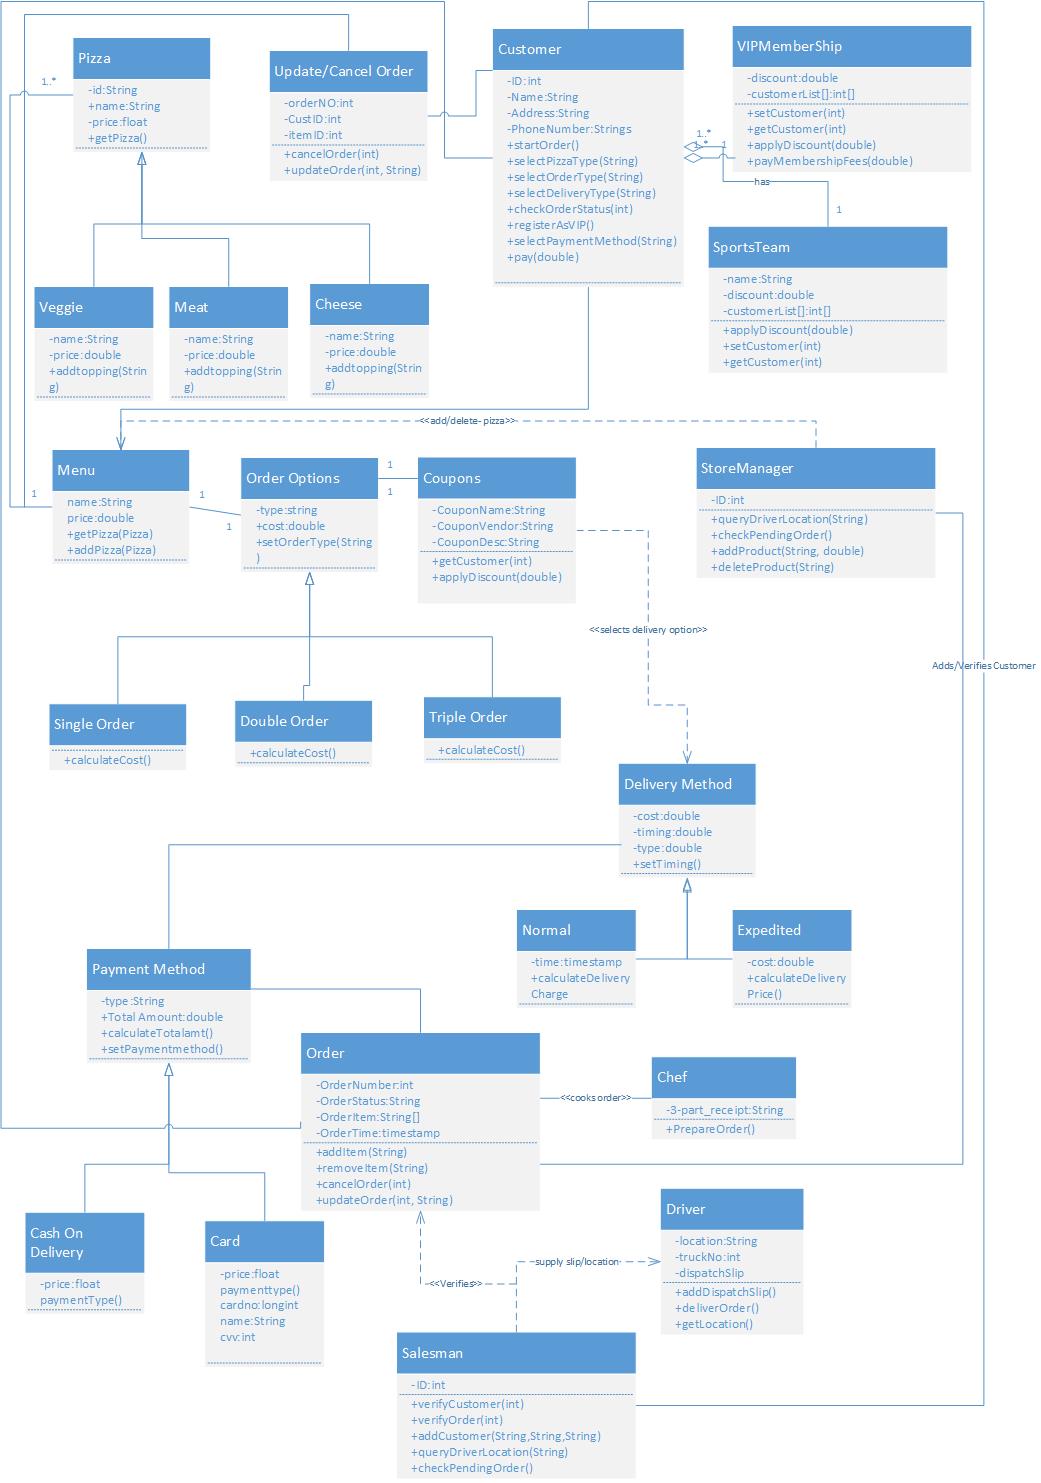 Pizza
-id:String
+name:String
-price:float
+getPizza()
1..*
Update/Cancel Order
-orderNO:int
-CustID:int
-itemID:int
+cancelOrder(int)
+updateOrder(int, String)
Customer
-ID:int
-Name:String
-Address:String
-PhoneNumber:Strings
+startOrder()
+selectPizzaType(String)
+selectOrderType(String)
+selectDeliveryType(String)
+checkOrderStatus(int)
+registerAsVIP()
+selectPaymentMethod(String)
+pay(double)
VIPMemberShip
-discount:double
-customerList[]:int[]
+setCustomer(int)
+getCustomer(int)
+applyDiscount(double)
+payMembershipFees(double)
1..*
1..*
1
has
1
SportsTeam
-name:String
-discount:double
-customerList[]:int[]
+applyDiscount(double)
+setCustomer(int)
+getCustomer(int)
Veggie
-name:String
-price:double
+addtopping(Strin
g)
Meat
-name:String
-price:double
+addtopping(Strin
g)
Cheese
-name:String
-price:double
+addtopping(Strin
g)
<<add/delete- pizza>>
Menu
name:String
price:double
+getPizza(Pizza)
+addPizza(Pizza)
1
1
1
Order Options
-type:string
+cost:double
+setOrderType(String
)
1
1
Coupons
-CouponName:String
-CouponVendor:String
-CouponDesc:String
+getCustomer(int)
+applyDiscount(double)
StoreManager
-ID:int
+queryDriverLocation(String)
+checkPendingOrder()
+addProduct(String, double)
+deleteProduct(String)
<<selects delivery option>>
Adds/Verifies Customer
Single Order
+calculateCost()
Double Order
+calculateCost()
Triple Order
+calculateCost()
Delivery Method
-cost:double
-timing:double
-type:double
+setTiming()
Normal
-time:timestamp
+calculateDelivery
Charge
Expedited
-cost:double
+calculateDelivery
Price()
Payment Method
-type:String
+Total Amount:double
+calculateTotalamt()
+setPaymentmethod()
Order
-OrderNumber:int
-OrderStatus:String
-OrderItem:String[]
-OrderTime:timestamp
+addItem(String)
+removeItem(String)
+cancelOrder(int)
+updateOrder(int, String)
<<cooks order>>
Chef
-3-part_receipt:String
+PrepareOrder()
Cash On
Delivery
-price:float
paymentType()
Card
-price:float
paymenttype()
cardno:longint
name:String
cvv:int
Driver
-location:String
-truckNo:int
-dispatchSlip
+addDispatchSlip()
+deliverOrder()
+getLocation()
supply slip/location
<<Verifies>>
Salesman
-ID:int
+verifyCustomer(int)
+verifyOrder(int)
+addCustomer(String,String,String)
+queryDriverLocation(String)
+checkPendingOrder()